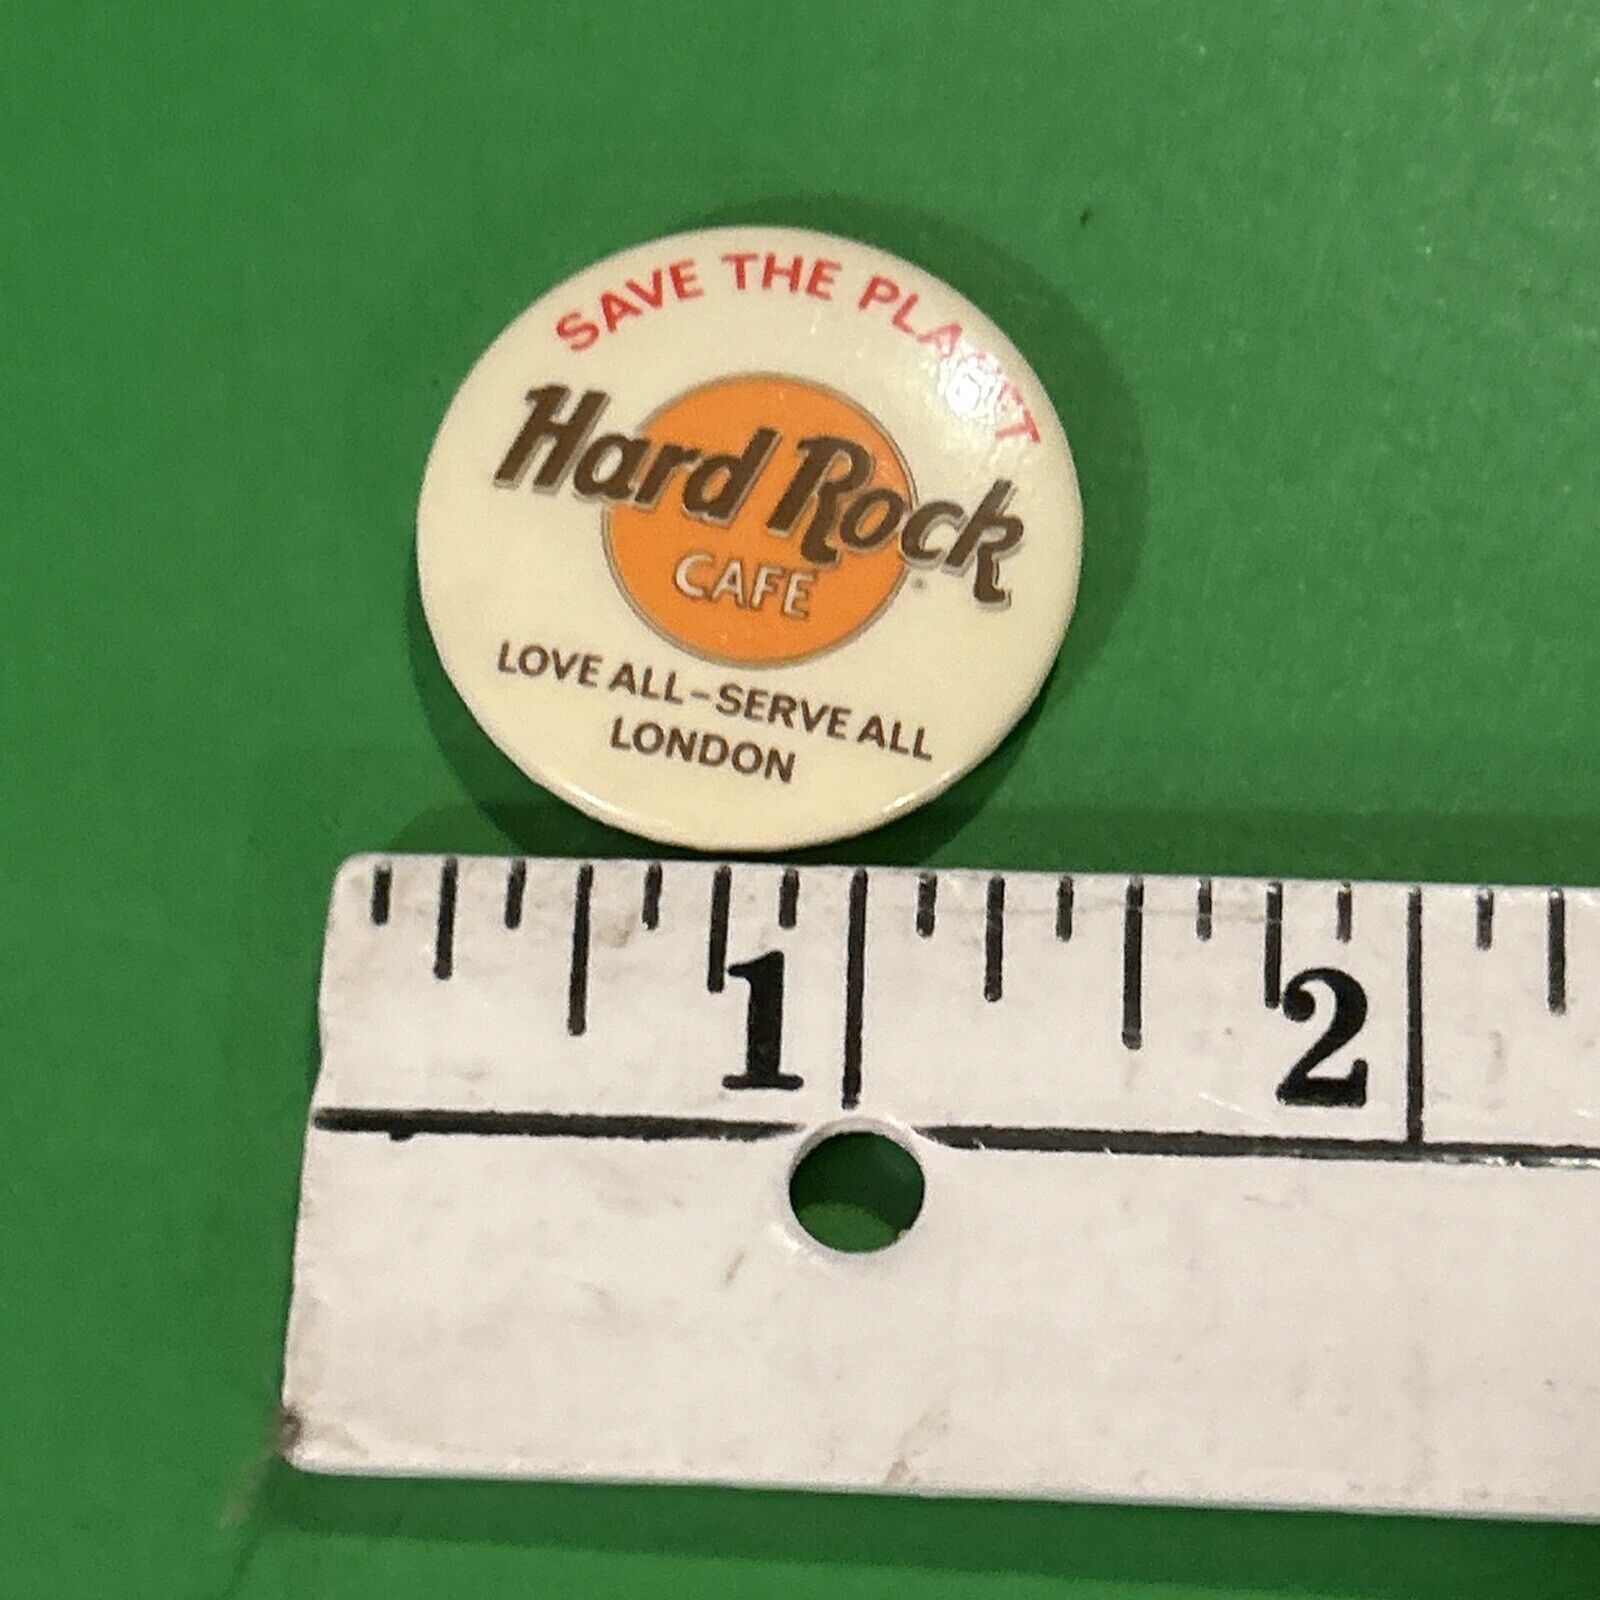 SAVE THE PLANET
Hard Rock
CAFE
LOVE ALL-SERVE ALL
LONDON
1 2